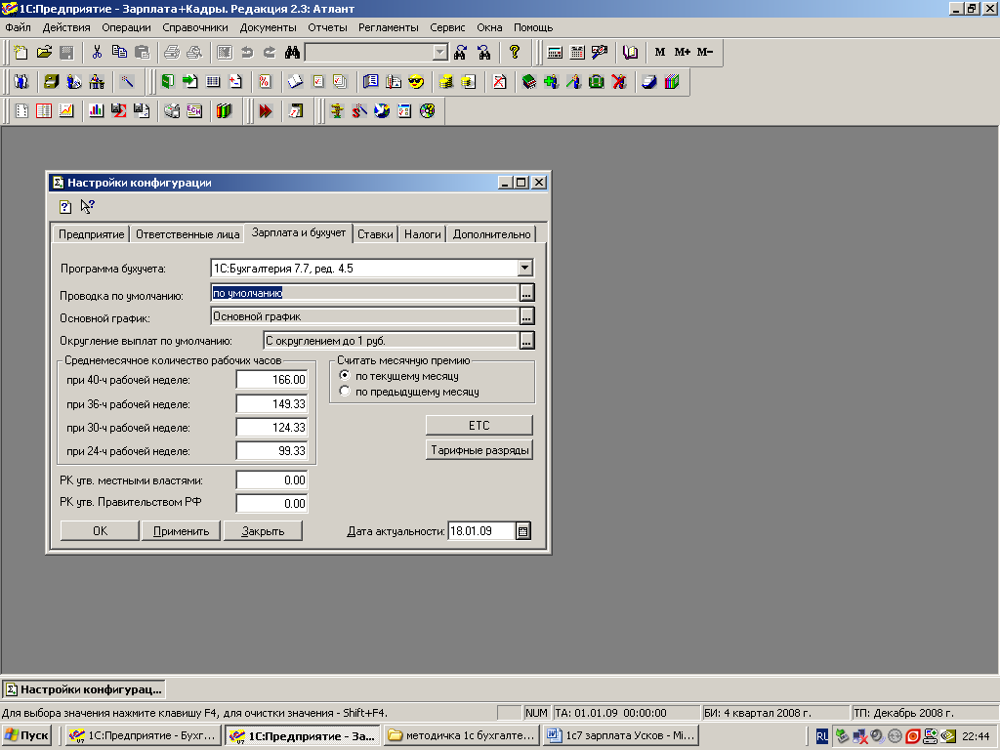 1С:Предприятие - Зарплата+Кадры. Редакция 2.3: Атлант
Файл Действия Операции Справочники Документы Отчеты Регламенты Сервис Окна Помощь
M M+ M-
Настройки конфигурации
Предприятие Ответственные лица Зарплата и бухучет Ставки Налоги Дополнительно
Программа бухучета: 1С:Бухгалтерия 7.7, ред. 4.5
Проводка по умолчанию: по умолчанию ...
Основной график: Основной график ...
Округление выплат по умолчанию: С округлением до 1 руб. ...
Среднемесячное количество рабочих часов
при 40-ч рабочей неделе: 166.00
при 36-ч рабочей неделе: 149.33
при 30-ч рабочей неделе: 124.33
при 24-ч рабочей неделе: 99.33
Считать месячную премию
по текущему месяцу
по предыдущему месяцу
ЕТС
Тарифные разряды
РК утв. местными властями: 0.00
РК утв. Правительством РФ 0.00
OK Применить Закрыть Дата актуальности: 18.01.09
Настройки конфигурац...
Для выбора значения нажмите клавишу F4, для очистки значения - Shift+F4. NUM ТА: 01.01.09 00:00:00 БИ: 4 квартал 2008 г. ТП: Декабрь 2008 г.
Пуск 1С:Предприятие - Бухг... 1С:Предприятие - За... методичка 1с бухгалте... 1с7 зарплата Усков - Mi... RL 22:44